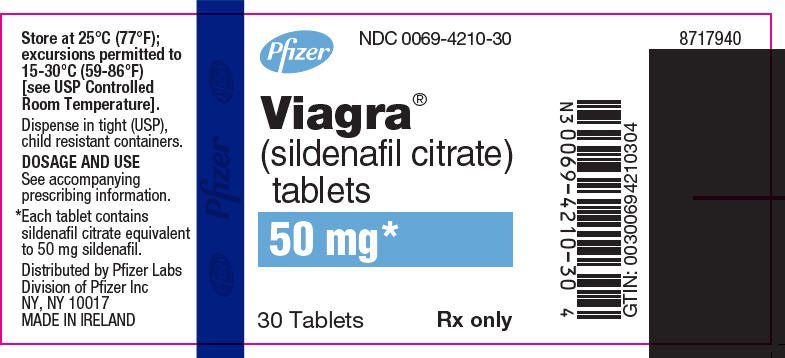 Store at 25°C (77°F);
excursions permitted to
15-30°C (59-86°F)
[see USP Controlled
Room Temperature].
Dispense in tight (USP),
child resistant containers.
DOSAGE AND USE
See accompanying
prescribing information.
*Each tablet contains
sildenafil citrate equivalent
to 50 mg sildenafil.
Distributed by Pfizer Labs
Division of Pfizer Inc
NY, NY 10017
MADE IN IRELAND
Pfizer
Pfizer
Pfizer
Pfizer
NDC 0069-4210-30
Viagra®
(sildenafil citrate)
tablets
50 mg*
30 Tablets
Rx only
8717940
N3 0069-4210-30 4
GTIN: 00300694210304